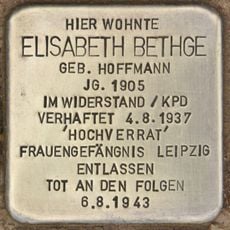 HIER WOHNTE
ELISABETH BETHGE
GEB. HOFFMANN
JG. 1905
IM WIDERSTAND / KPD
VERHAFTET 4.8.1937
'HOCHVERRAT'
FRAUENGEFÄNGNIS LEIPZIG
ENTLASSEN
TOT AN DEN FOLGEN
6.8.1943